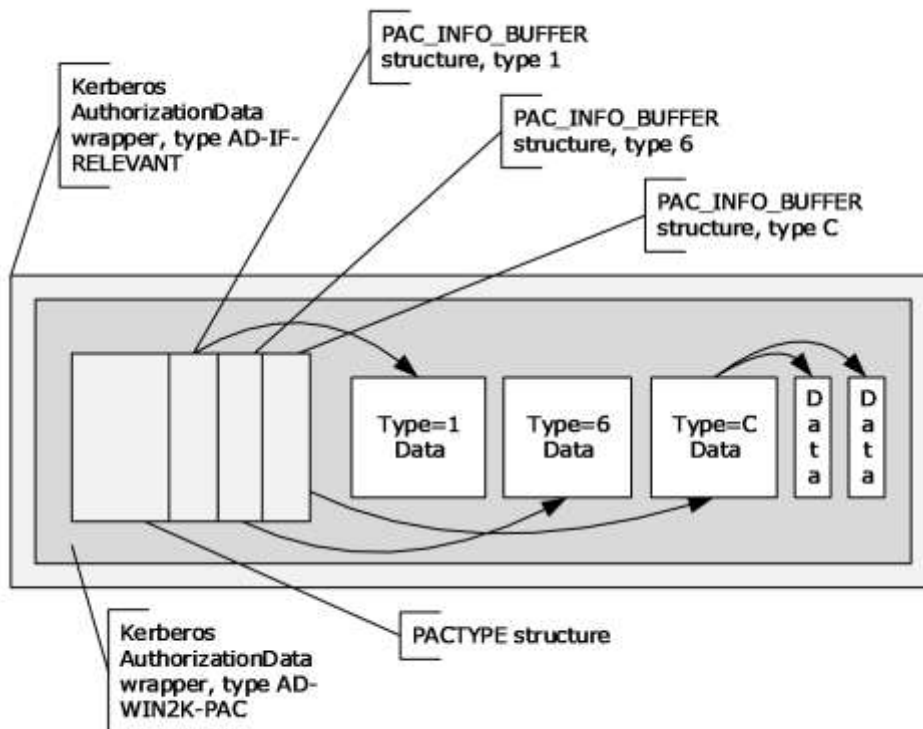 PAC_INFO_BUFFER
structure, type 1
Kerberos
AuthorizationData
wrapper, type AD-IF-
RELEVANT
PAC_INFO_BUFFER
structure, type 6
PAC_INFO_BUFFER
structure, type C
Type=1
Data
Type=6
Data
Type=C
Data
D
a
t
a
D
a
t
a
PACTYPE structure
Kerberos
AuthorizationData
wrapper, type AD-
WIN2K-PAC